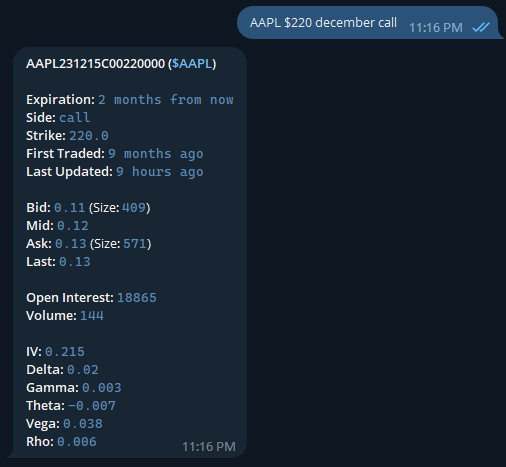 AAPL $220 december call
11:16 PM
AAPL231215C00220000 ($AAPL)
Expiration: 2 months from now
Side: call
Strike: 220.0
First Traded: 9 months ago
Last Updated: 9 hours ago
Bid: 0.11 (Size: 409)
Mid: 0.12
Ask: 0.13 (Size: 571)
Last: 0.13
Open Interest: 18865
Volume: 144
IV: 0.215
Delta: 0.02
Gamma: 0.003
Theta: -0.007
Vega: 0.038
Rho: 0.006
11:16 PM